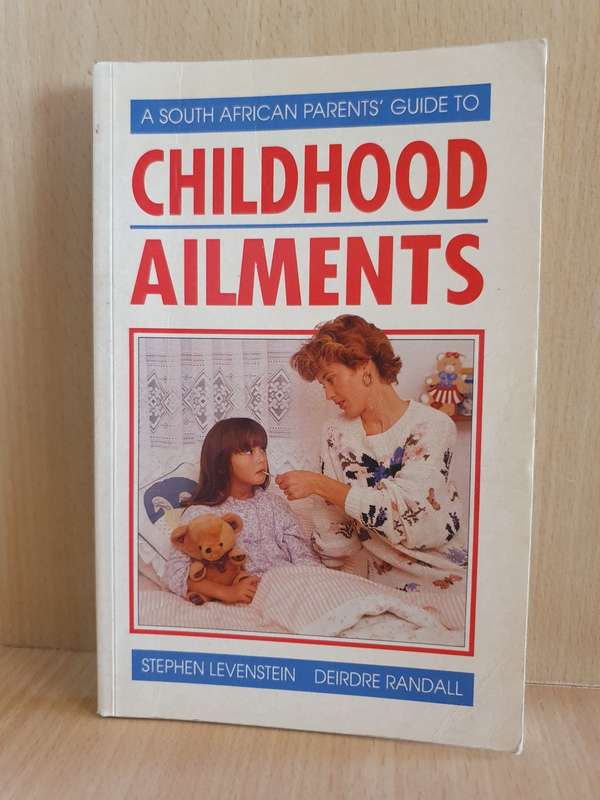 A SOUTH AFRICAN PARENTS' GUIDE TO
CHILDHOOD
AILMENTS
STEPHEN LEVENSTEIN DEIRDRE RANDALL